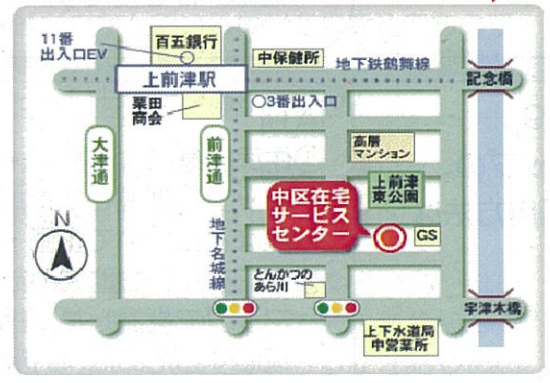 11番
出入口EV
百五銀行
中保健所
地下鉄鶴舞線
上前津駅
記念橋
栗田
商会
〇3番出入口
大津通
前津通
高層
マンション
上前津
東公園
中区在宅
サービス
センター
GS
N
地下名城線
とんかつの
あら川
宇津木橋
上下水道局
中営業所